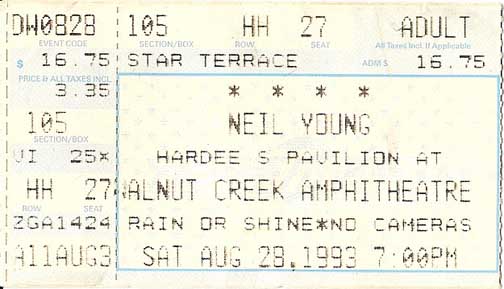 DW0828 105 HH 27 ADULT
EVENT CODE SECTION/BOX ROW SEAT All Taxes Incl. If Applicable
$ 16.75 STAR TERRACE ADM $ 16.75
PRICE & ALL TAXES INCL.
3.35 * * * *
105 NEIL YOUNG
SECTION/BOX
VI 25* HARDEE S PAVILION AT
HH 27 WALNUT CREEK AMPHITHEATRE
ROW SEAT
ZGA1424 RAIN OR SHINE*NO CAMERAS
A11AUG3 SAT AUG 28,1993 7:00PM